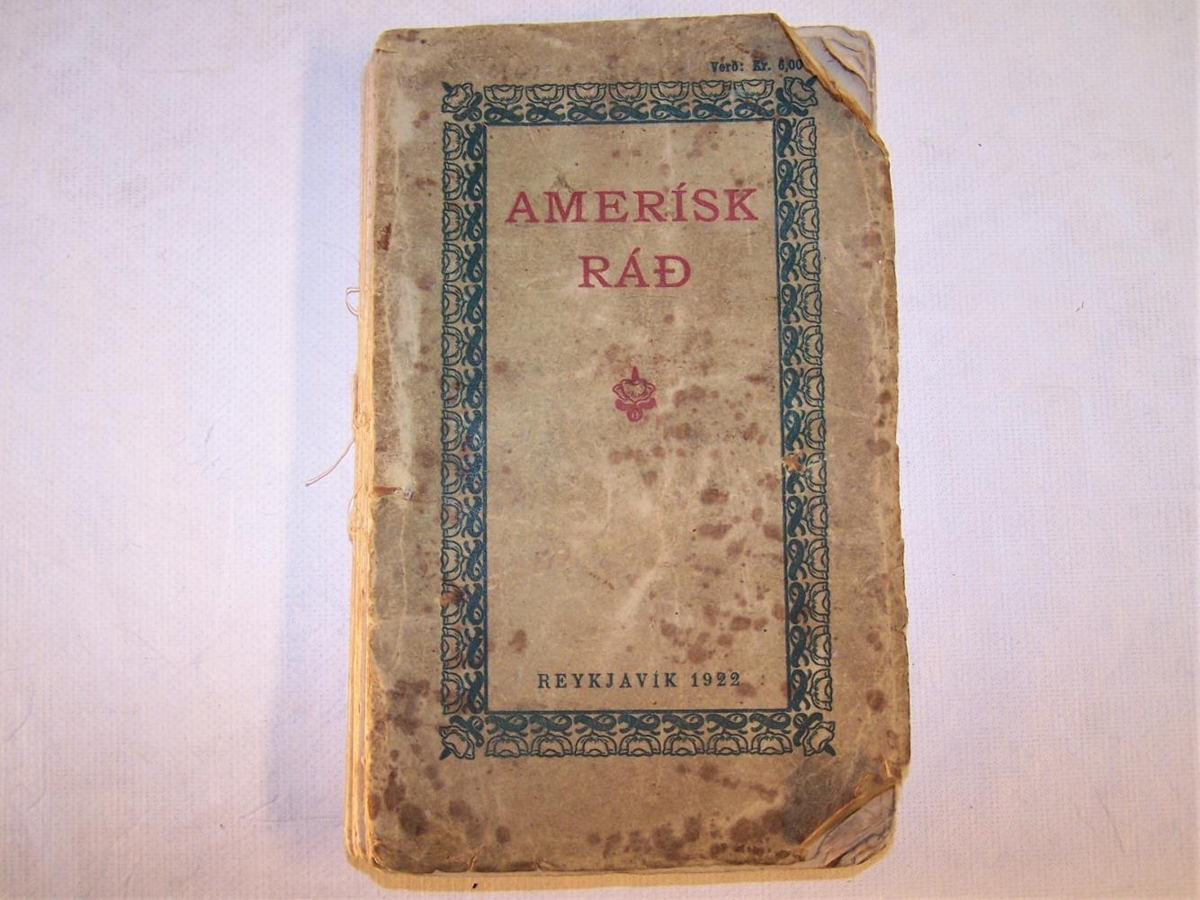 Verð: Kr. 6,00
AMERÍSK
RÁÐ
REYKJAVÍK 1922